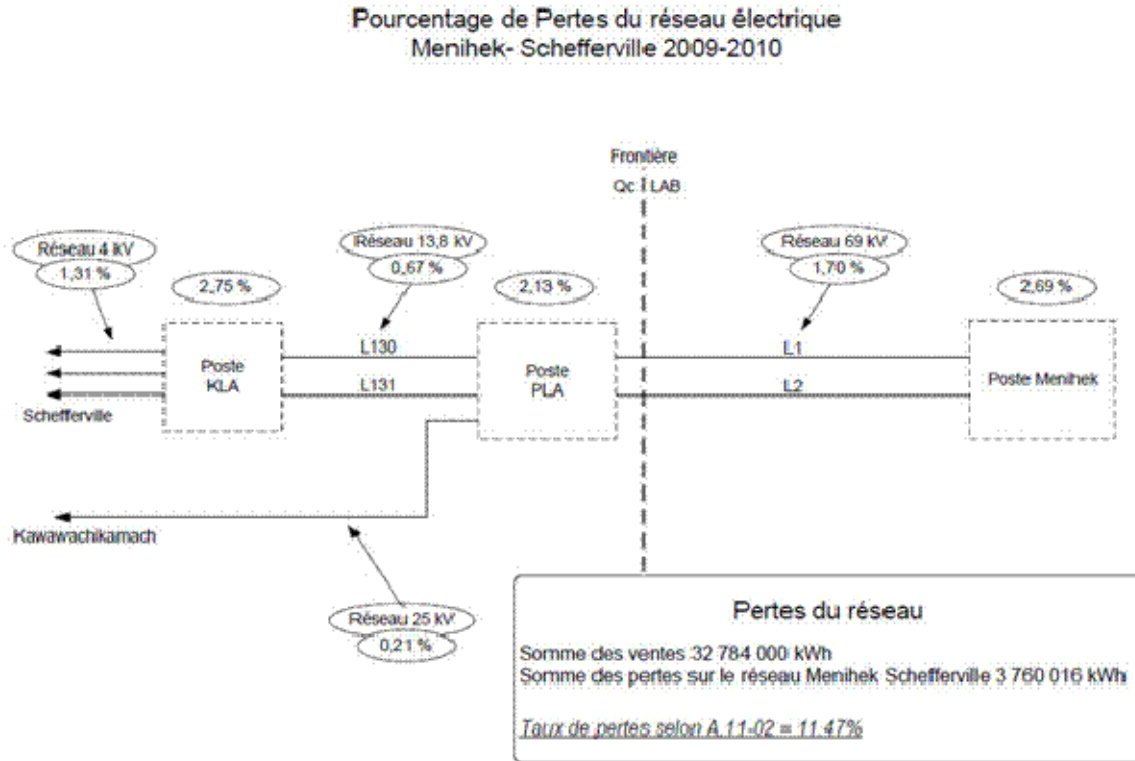 Pourcentage de Pertes du réseau électrique
Menihek- Schefferville 2009-2010
Frontière
Qc LAB
Réseau 4 kV
1,31 %
2,75 %
Réseau 13,8 kV
0,67 %
2,13 %
Réseau 69 kV
1,70 %
2,69 %
Poste
KLA
L130
L131
Poste
PLA
L1
L2
Poste Menihek
Schefferville
Kawawachikamach
Réseau 25 kV
0,21 %
Pertes du réseau
Somme des ventes 32 784 000 kWh
Somme des pertes sur le réseau Menihek Schefferville 3 760 016 kWh
Taux de pertes selon A.11-02 = 11.47%